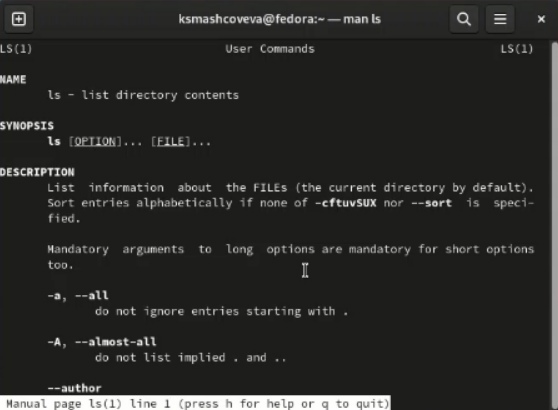 ksmashcoveva@fedora:~ — man ls
LS(1) User Commands LS(1)
NAME
ls - list directory contents
SYNOPSIS
ls [OPTION]... [FILE]...
DESCRIPTION
List information about the FILEs (the current directory by default).
Sort entries alphabetically if none of -cftuvSUX nor --sort is speci-
fied.
Mandatory arguments to long options are mandatory for short options
too.
-a, --all
do not ignore entries starting with .
-A, --almost-all
do not list implied . and ..
--author
Manual page ls(1) line 1 (press h for help or q to quit)